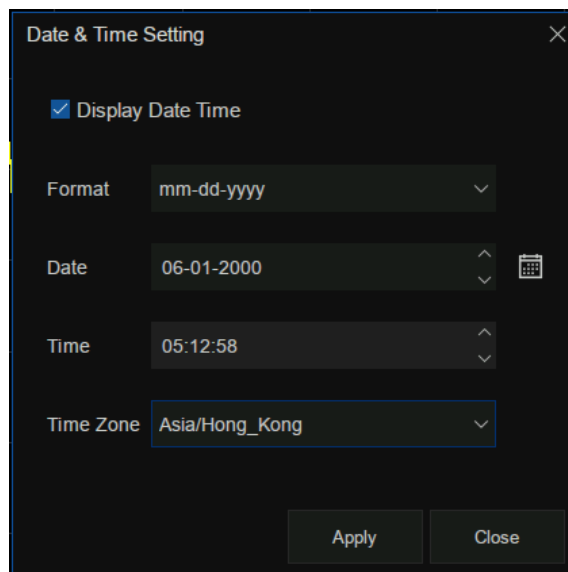 Date & Time Setting
Display Date Time
Format mm-dd-yyyy
Date 06-01-2000
Time 05:12:58
Time Zone Asia/Hong_Kong
Apply Close